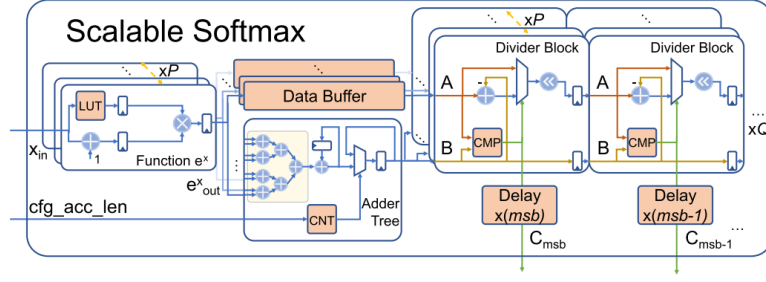 Scalable Softmax
xP
xP
Divider Block
Divider Block
LUT
Data Buffer
A
A
-
-
x_in
1
Function e^x
CMP
CMP
B
B
...
xQ
e^x_out
Adder
Tree
cfg_acc_len
CNT
Delay
x(msb)
Delay
x(msb-1)
C_msb
C_msb-1
...